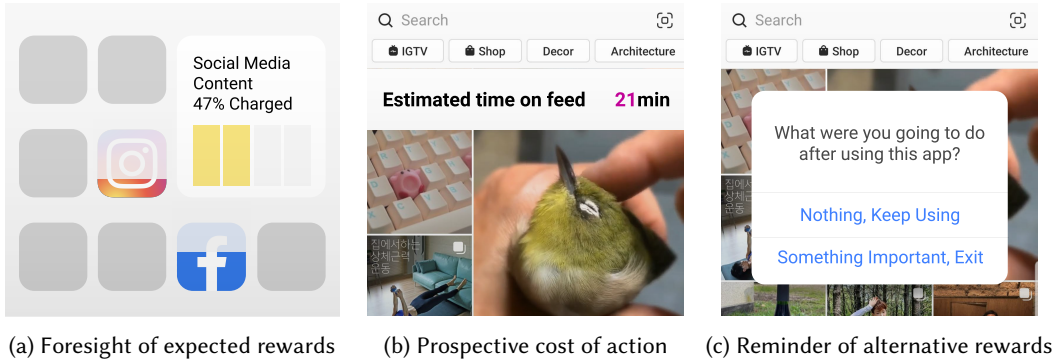 Social Media
Content
47% Charged
(a) Foresight of expected rewards
Search
IGTV
Shop
Decor
Architecture
Estimated time on feed 21min
집에서하는
상체근력
운동
(b) Prospective cost of action
Search
IGTV
Shop
Decor
Architecture
What were you going to do
after using this app?
Nothing, Keep Using
Something Important, Exit
(c) Reminder of alternative rewards